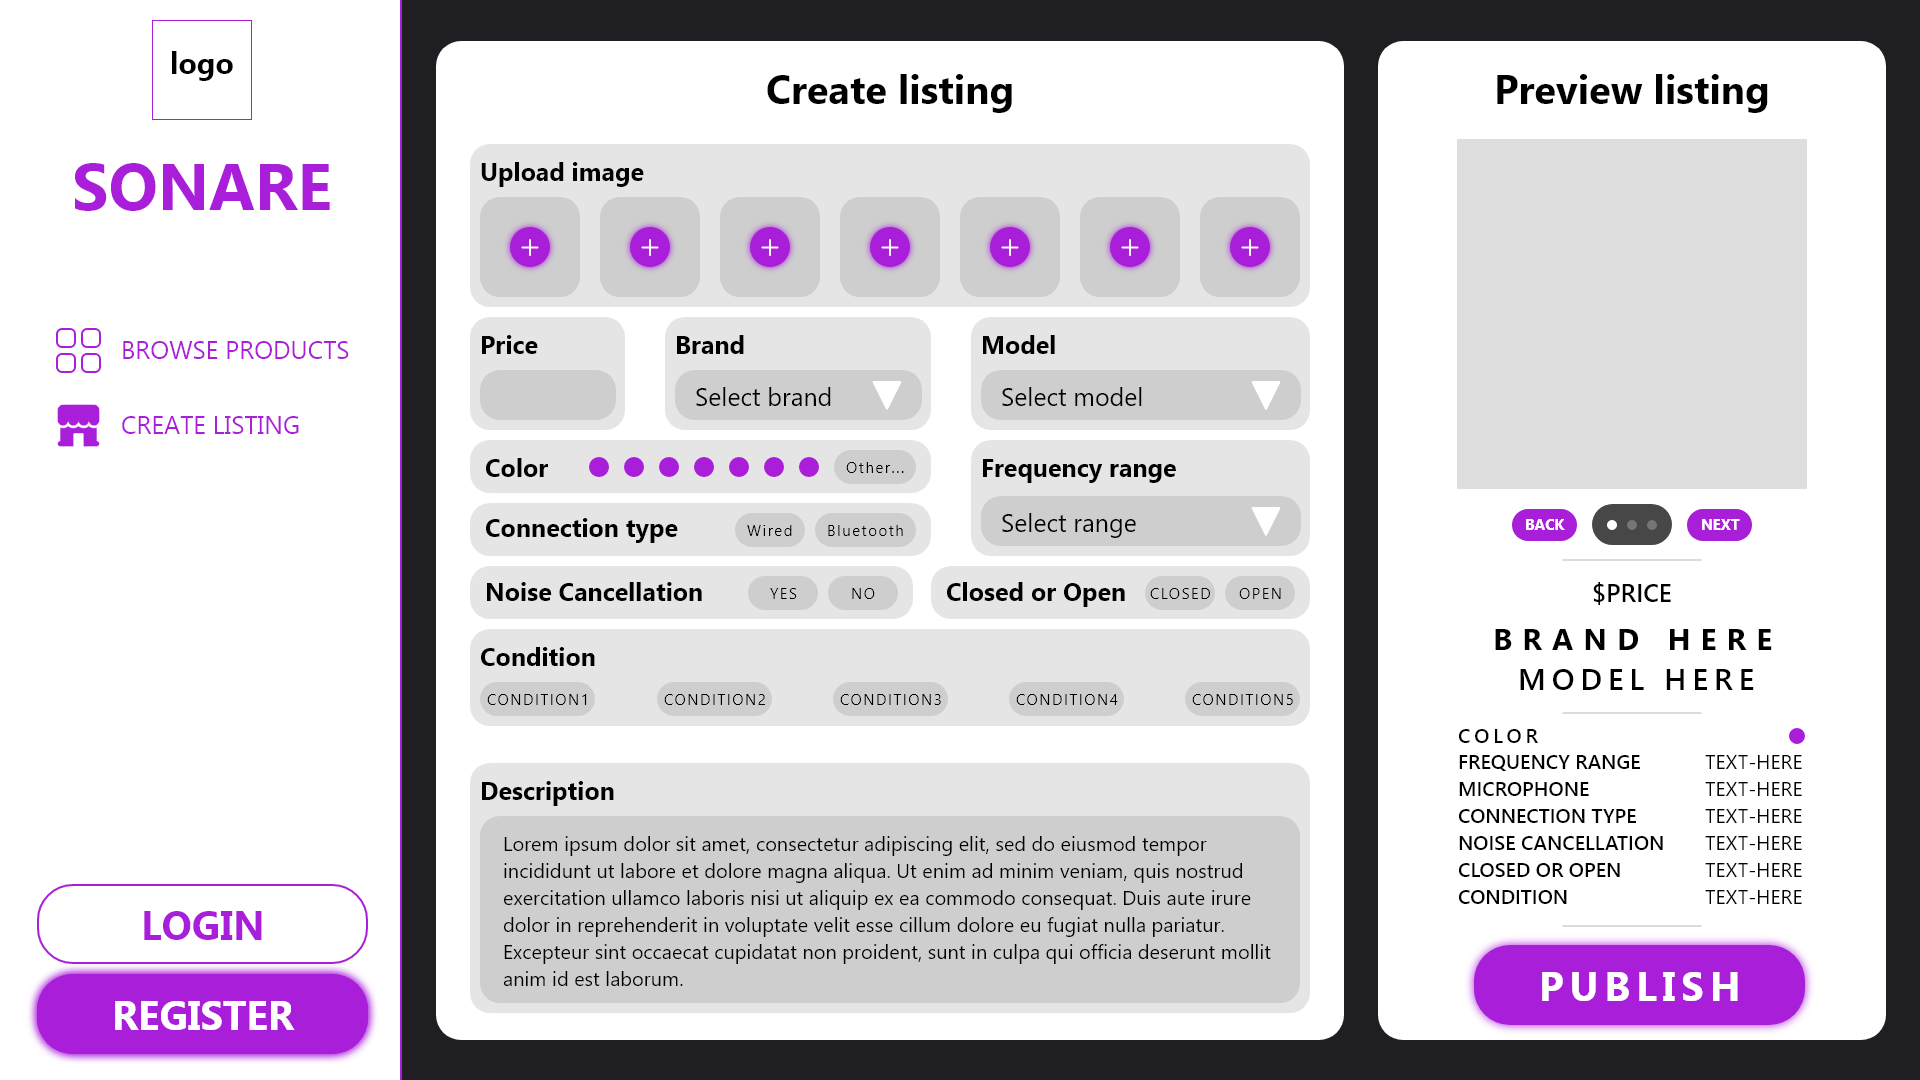 logo
SONARE
BROWSE PRODUCTS
CREATE LISTING
LOGIN
REGISTER
Create listing
Upload image
Price
Brand
Select brand
Model
Select model
Color
Other...
Frequency range
Select range
Connection type
Wired
Bluetooth
Noise Cancellation
YES
NO
Closed or Open
CLOSED
OPEN
Condition
CONDITION1
CONDITION2
CONDITION3
CONDITION4
CONDITION5
Description
Lorem ipsum dolor sit amet, consectetur adipiscing elit, sed do eiusmod tempor
incididunt ut labore et dolore magna aliqua. Ut enim ad minim veniam, quis nostrud
exercitation ullamco laboris nisi ut aliquip ex ea commodo consequat. Duis aute irure
dolor in reprehenderit in voluptate velit esse cillum dolore eu fugiat nulla pariatur.
Excepteur sint occaecat cupidatat non proident, sunt in culpa qui officia deserunt mollit
anim id est laborum.
Preview listing
BACK
NEXT
$PRICE
BRAND HERE
MODEL HERE
COLOR
FREQUENCY RANGE TEXT-HERE
MICROPHONE TEXT-HERE
CONNECTION TYPE TEXT-HERE
NOISE CANCELLATION TEXT-HERE
CLOSED OR OPEN TEXT-HERE
CONDITION TEXT-HERE
PUBLISH